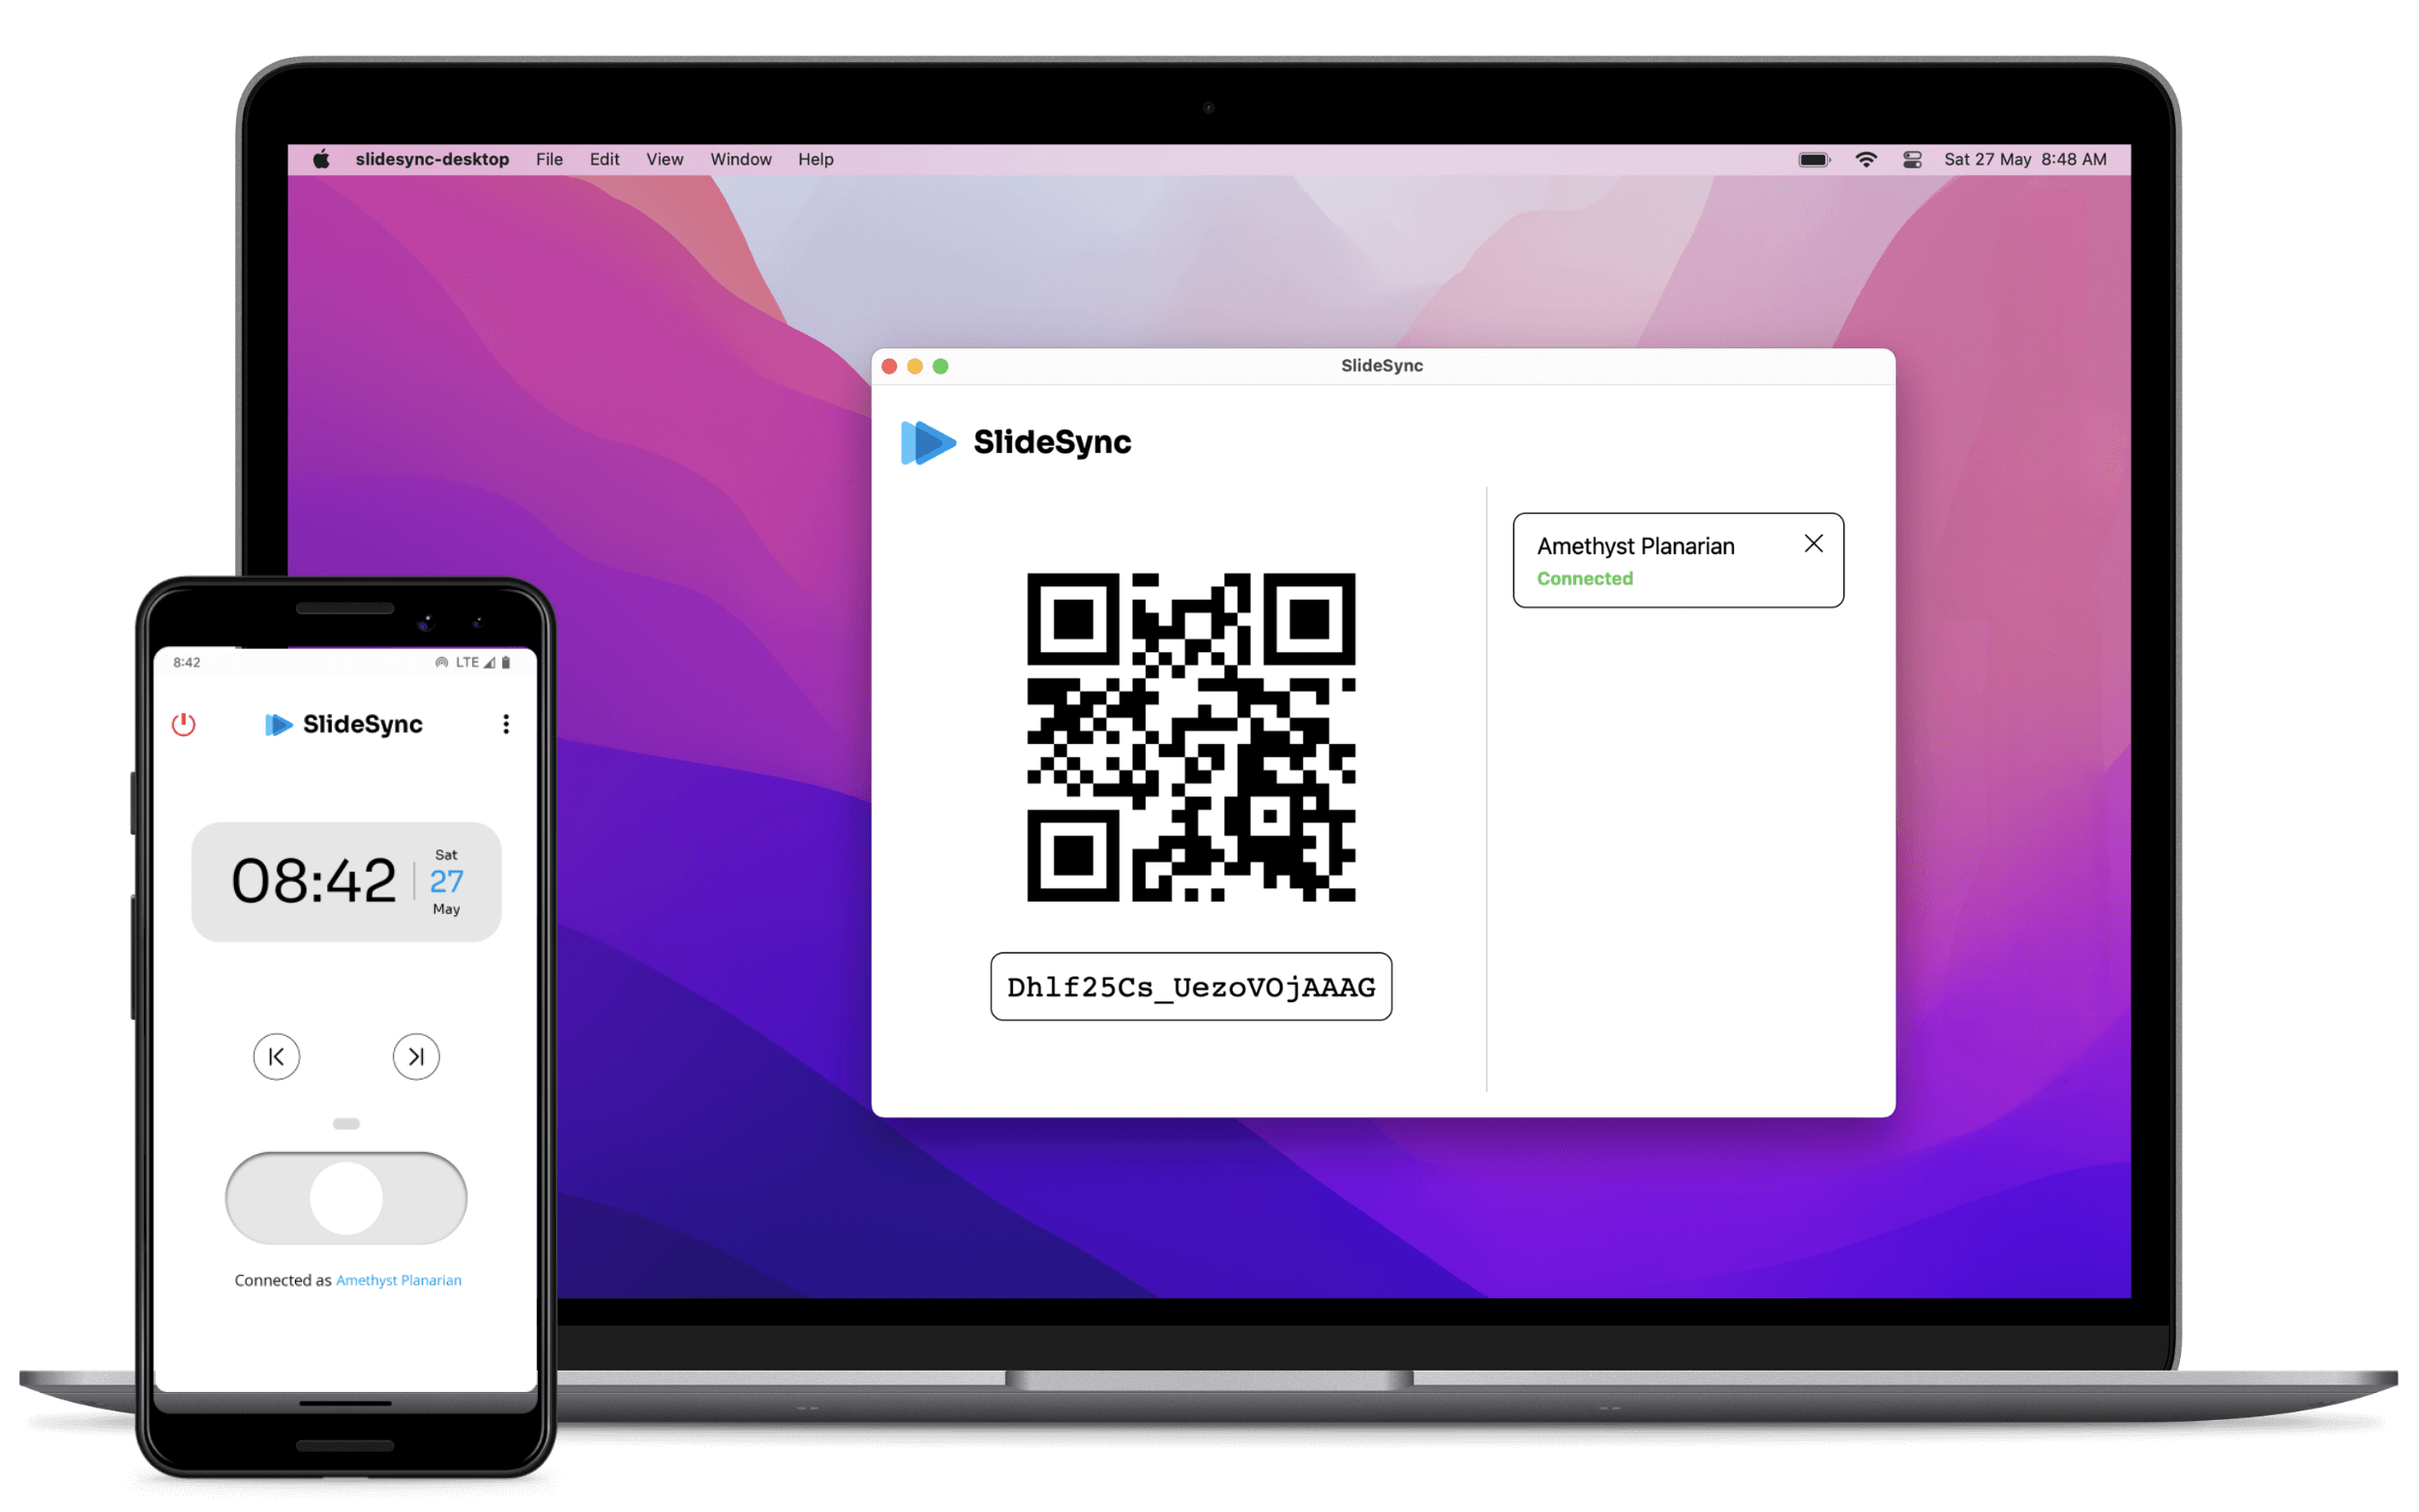 slidesync-desktop File Edit View Window Help Sat 27 May 8:48 AM
SlideSync
SlideSync
Amethyst Planarian
Connected
Dhlf25Cs_UezoVOjAAAG
8:42 LTE
SlideSync
08:42
Sat
27
May
Connected as Amethyst Planarian